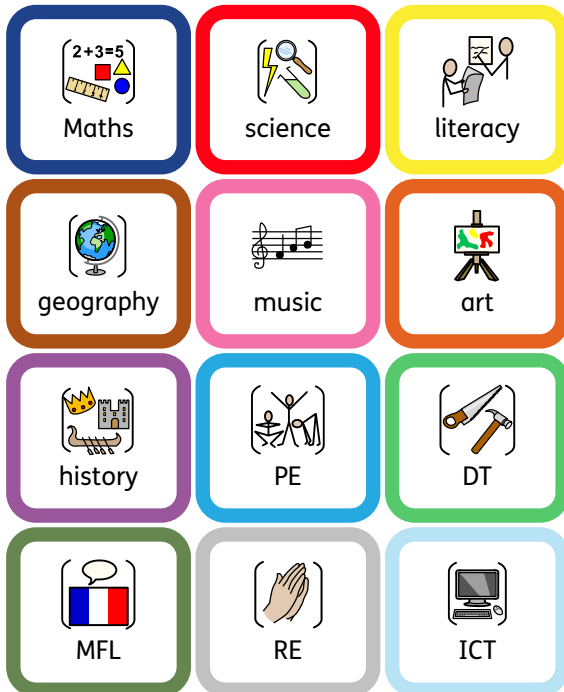 2+3=5
Maths
science
literacy
geography
music
art
history
PE
DT
MFL
RE
ICT